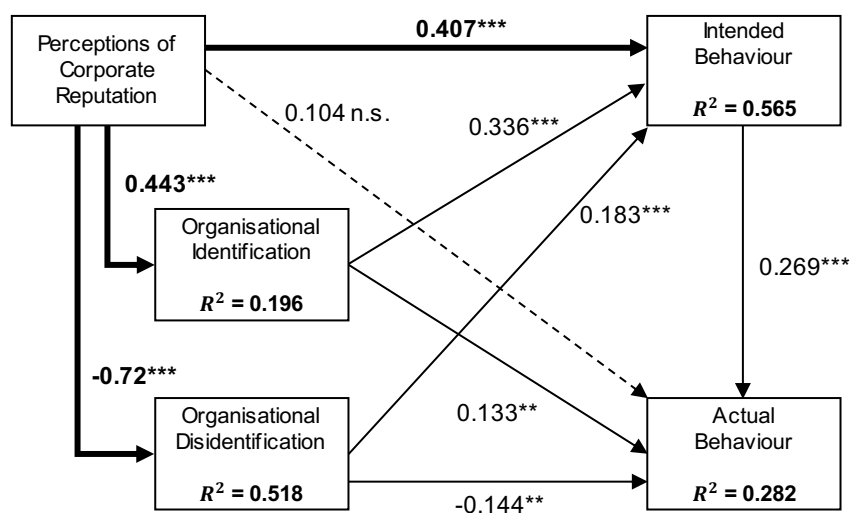 Perceptions of
Corporate
Reputation
0.407***
Intended
Behaviour
R² = 0.565
0.104 n.s.
0.336***
0.443***
Organisational
Identification
R² = 0.196
0.183***
0.269***
-0.72***
Organisational
Disidentification
R² = 0.518
0.133**
-0.144**
Actual
Behaviour
R² = 0.282